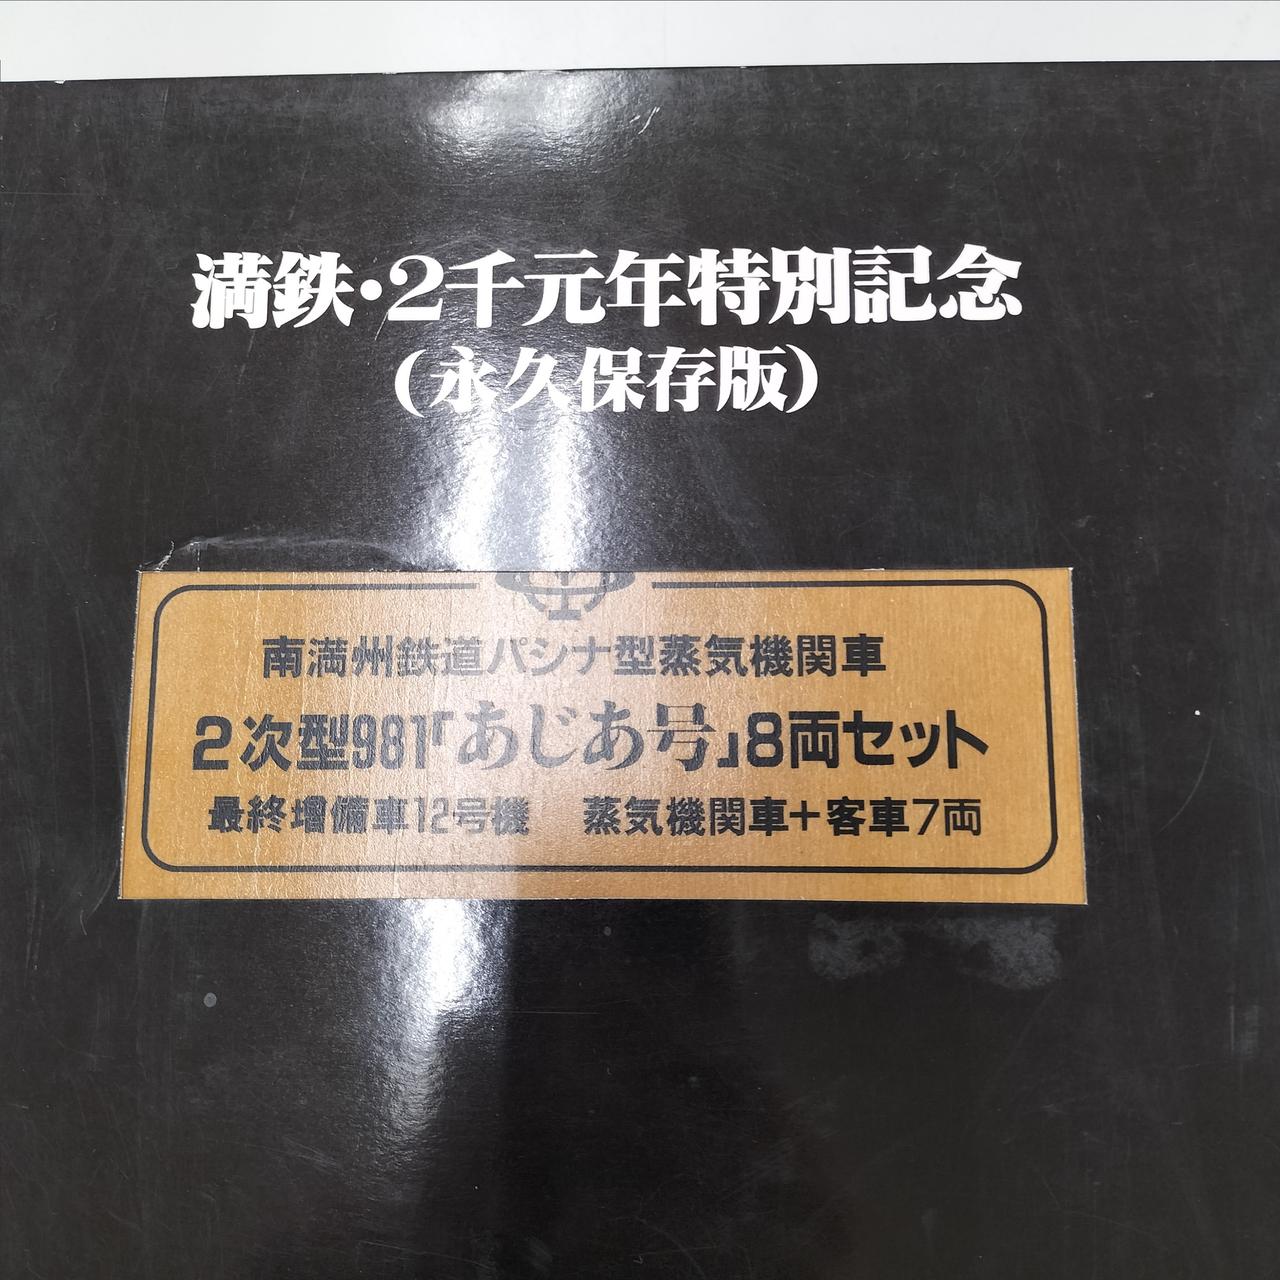 満鉄・2千元年特別記念
(永久保存版)
南満州鉄道パシナ型蒸気機関車
2次型981「あじあ号」8両セット
最終増備車12号機 蒸気機関車+客車7両